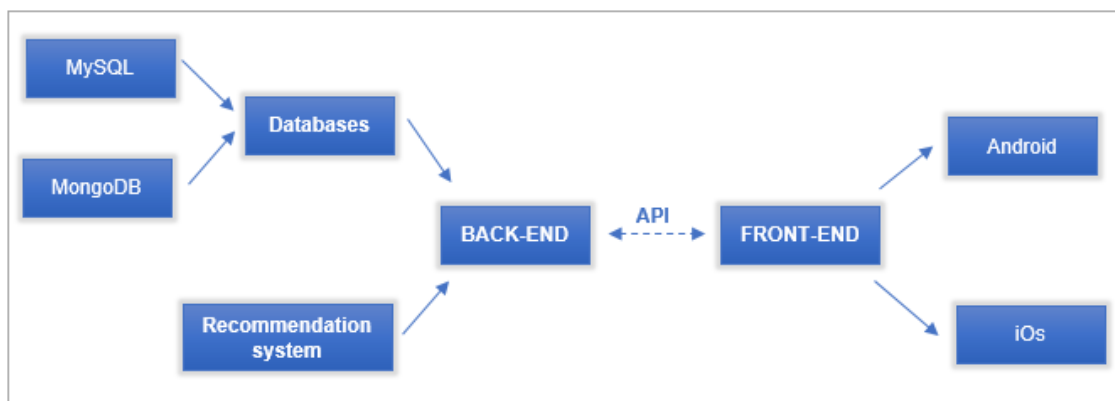 MySQL
Databases
MongoDB
Android
API
BACK-END
FRONT-END
Recommendation
system
iOs